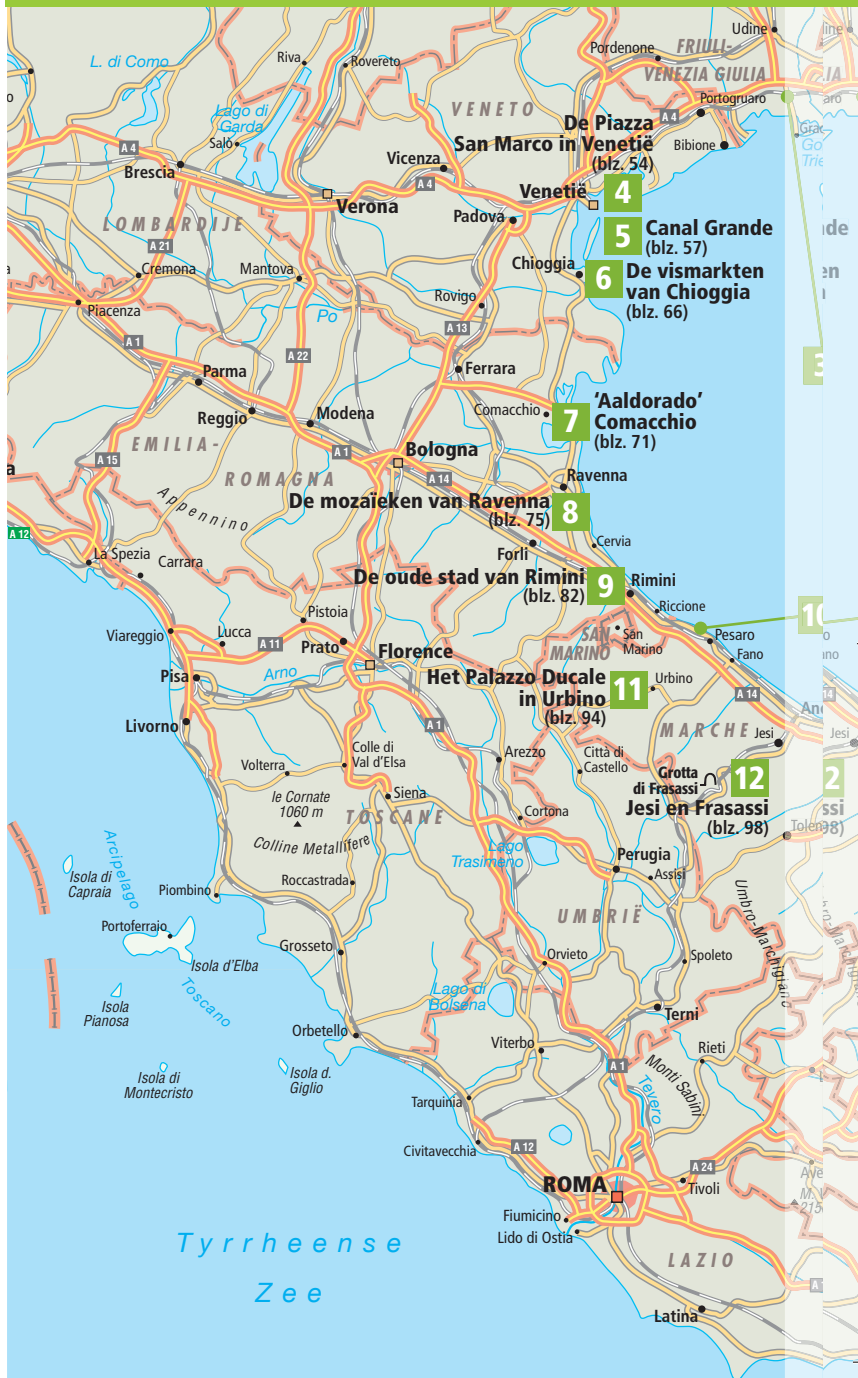 Udine
L. di Como
Riva
Rovereto
Pordenone
FRIULI-
VENEZIA GIULIA
Portogruaro
VENETO
Lago di
Garda
Salò
De Piazza
San Marco in Venetië
(blz. 54)
A 4
Bibione
A 4
Brescia
Vicenza
A 4
Verona
Venetië
4
Padova
LOMBARDIJE
5
Canal Grande
(blz. 57)
A 21
Cremona
Mantova
Chioggia
6
De vismarkten
van Chioggia
(blz. 66)
Rovigo
Piacenza
Po
A 13
A 1
A 22
3
Parma
Ferrara
Reggio
Modena
Comacchio
7
'Aaldorado'
Comacchio
(blz. 71)
EMILIA-
ROMAGNA
A 15
A 1
Bologna
A 14
Ravenna
Appennino
De mozaïeken van Ravenna
(blz. 75)
8
A 12
La Spezia
Carrara
Forli
Cervia
De oude stad van Rimini
(blz. 82)
9
Rimini
Riccione
10
Pistoia
Viareggio
Lucca
A 11
Prato
Florence
SAN
MARINO
San
Marino
Pesaro
Fano
Pisa
Arno
Het Palazzo Ducale
in Urbino
(blz. 94)
11
Urbino
A 14
Livorno
A 1
MARCHE
Jesi
Jesi
Volterra
Colle di
Val d'Elsa
Arezzo
Città di
Castello
Grotta
di Frasassi
12
Jesi en Frasassi
(blz. 98)
le Cornate
1060 m
Siena
TOSCANE
Cortona
Colline Metallifere
Lago
Trasimeno
Perugia
Assisi
Arcipelago
Toscano
Isola di
Capraia
Piombino
Roccastrada
Portoferraio
UMBRIË
Umbro-Marchigiano
Isola d'Elba
Grosseto
Orvieto
Spoleto
Isola
Pianosa
Lago di
Bolsena
Terni
Orbetello
Viterbo
Rieti
Isola di
Montecristo
Isola d.
Giglio
A 1
Monti Sabini
Tevero
Tarquinia
Civitavecchia
A 12
ROMA
A 24
Tivoli
Fiumicino
Lido di Ostia
Tyrrheense
Zee
LAZIO
Latina